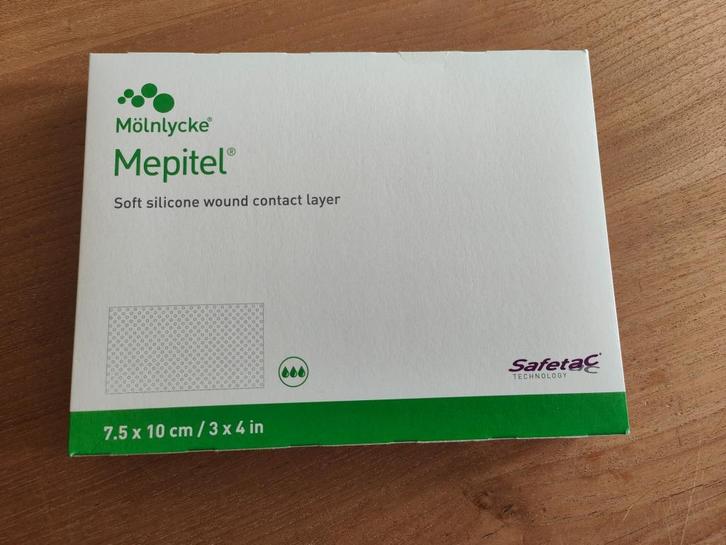 Mölnlycke®
Mepitel®
Soft silicone wound contact layer
Safetac®
TECHNOLOGY
7.5 x 10 cm / 3 x 4 in